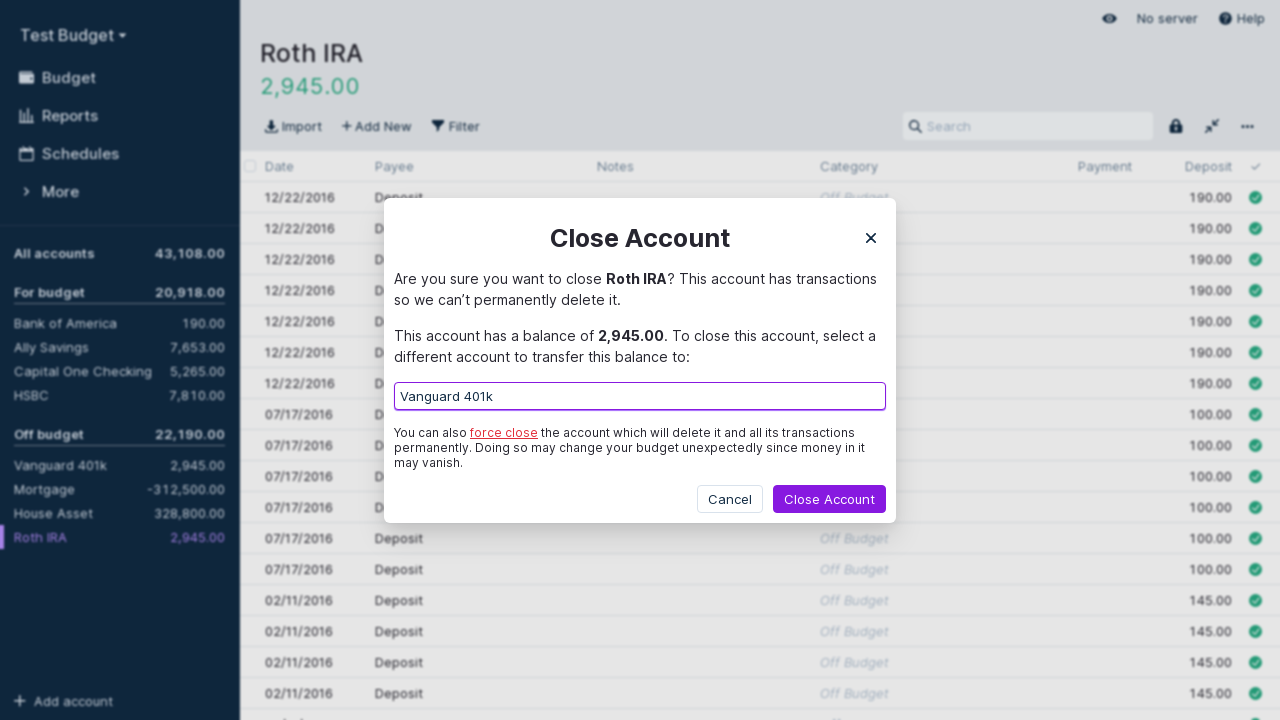 Test Budget
Budget
Reports
Schedules
More
All accounts 43,108.00
For budget 20,918.00
Bank of America 190.00
Ally Savings 7,653.00
Capital One Checking 5,265.00
HSBC 7,810.00
Off budget 22,190.00
Vanguard 401k 2,945.00
Mortgage -312,500.00
House Asset 328,800.00
Roth IRA 2,945.00
Add account
No server Help
Roth IRA
2,945.00
Import Add New Filter Search
Date Payee Notes Category Payment Deposit
12/22/2016 Deposit Off Budget 190.00
12/22/2016 190.00
12/22/2016 190.00
12/22/2016 190.00
12/22/2016 190.00
12/22/2016 190.00
12/22/2016 190.00
07/17/2016 100.00
07/17/2016 100.00
07/17/2016 100.00
07/17/2016 100.00
07/17/2016 Deposit Off Budget 100.00
07/17/2016 Deposit Off Budget 100.00
02/11/2016 Deposit Off Budget 145.00
02/11/2016 Deposit Off Budget 145.00
02/11/2016 Deposit Off Budget 145.00
02/11/2016 Deposit Off Budget 145.00
Close Account
Are you sure you want to close Roth IRA? This account has transactions
so we can’t permanently delete it.
This account has a balance of 2,945.00. To close this account, select a
different account to transfer this balance to:
Vanguard 401k
You can also force close the account which will delete it and all its transactions
permanently. Doing so may change your budget unexpectedly since money in it
may vanish.
Cancel Close Account